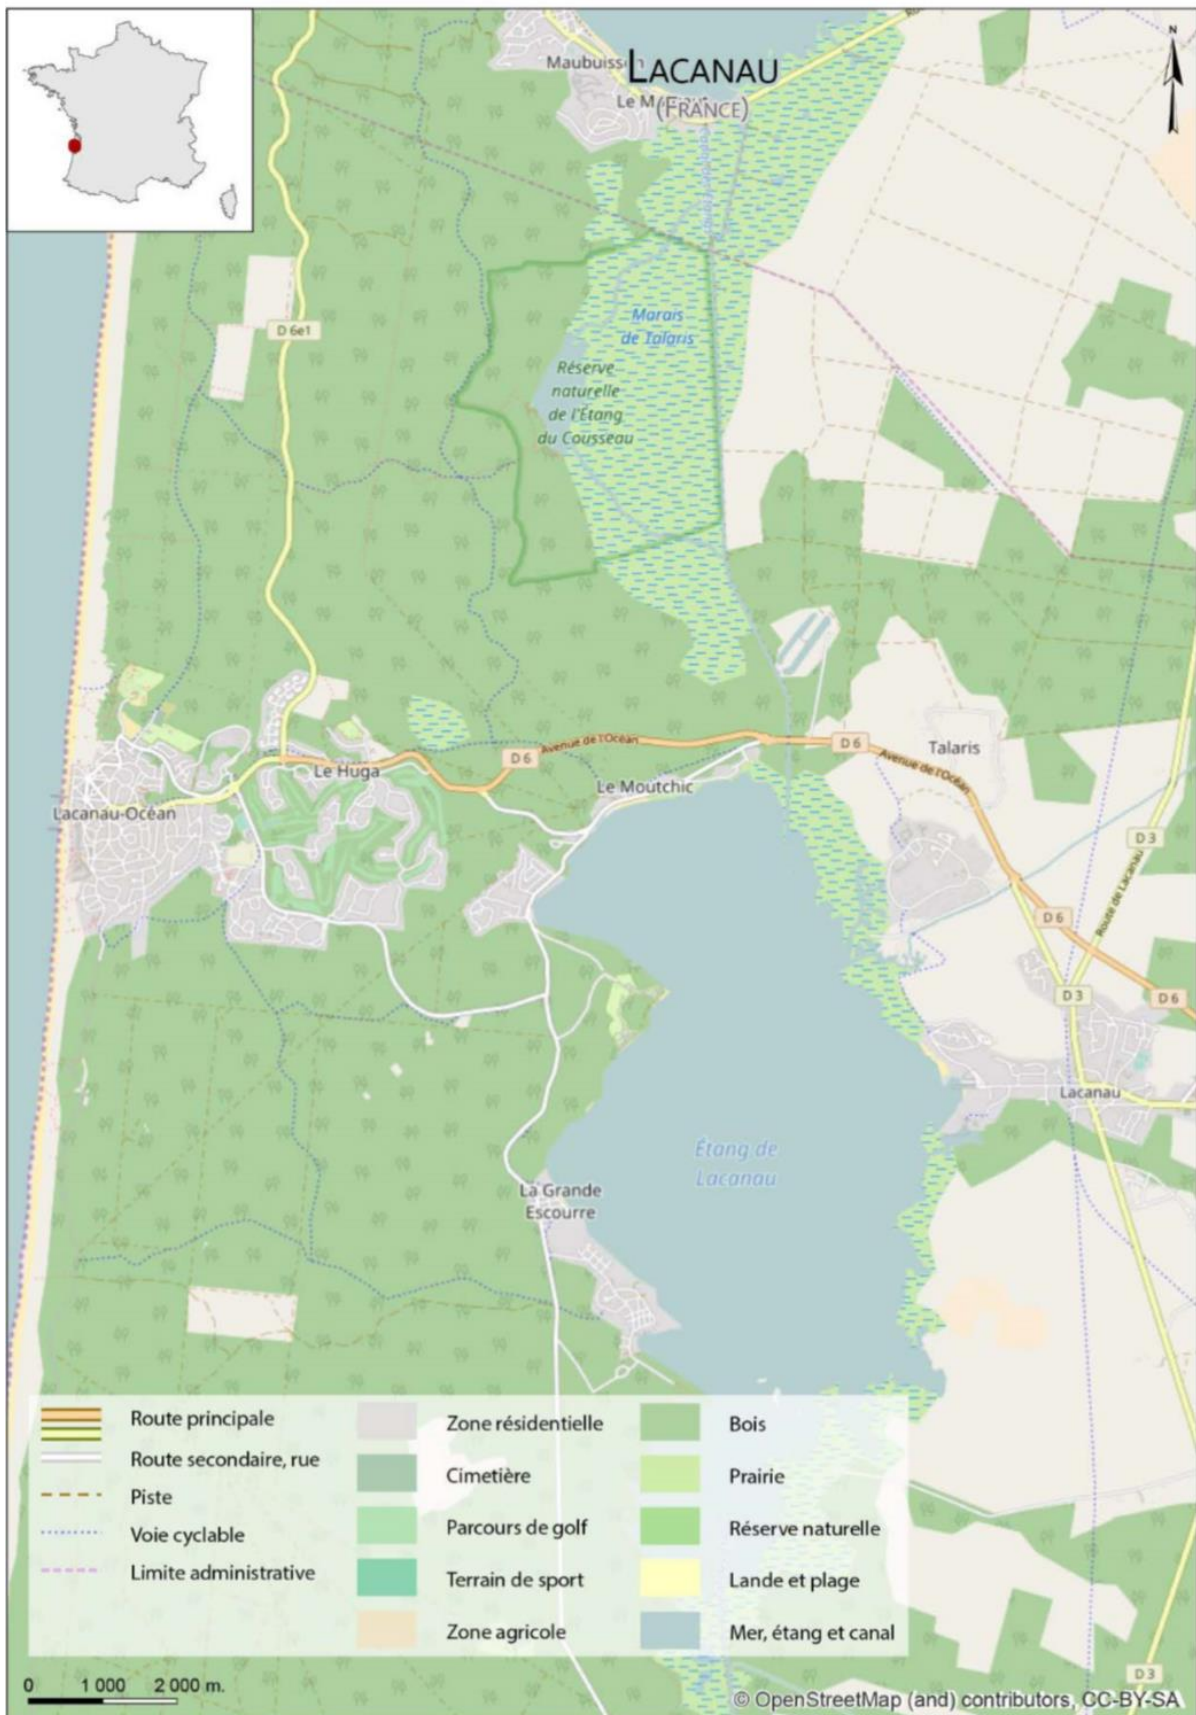 N
Maubuisson
LACANAU
Le M
(FRANCE)
D 6e1
Marais
de Talaris
Réserve
naturelle
de l'Étang
du Cousseau
Avenue de l'Océan
D 6
D 6
Talaris
Avenue de l'Océan
Le Huga
Le Moutchic
Lacanau-Océan
D 3
Route de Lacanau
D 6
D 3
D 6
Lacanau
Étang de
Lacanau
La Grande
Escourre
Route principale
Route secondaire, rue
Piste
Voie cyclable
Limite administrative
Zone résidentielle
Cimetière
Parcours de golf
Terrain de sport
Zone agricole
Bois
Prairie
Réserve naturelle
Lande et plage
Mer, étang et canal
D 3
0 1 000 2 000 m.
© OpenStreetMap (and) contributors, CC-BY-SA